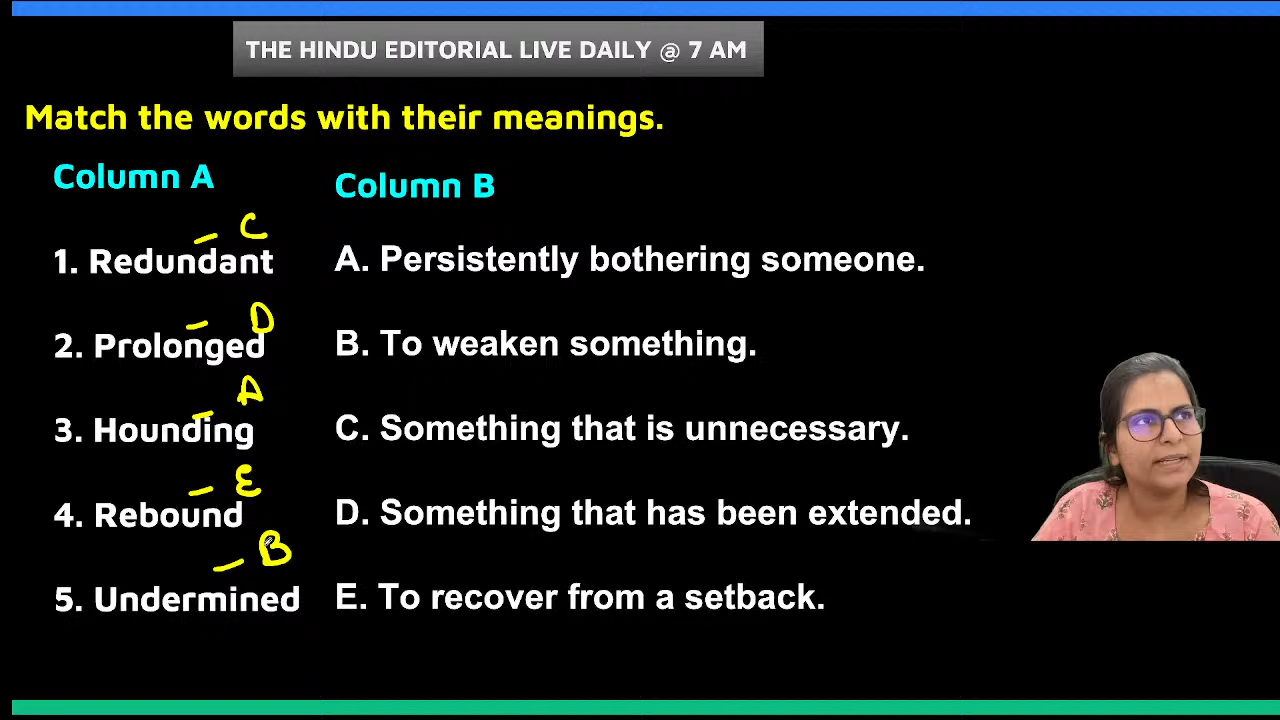 THE HINDU EDITORIAL LIVE DAILY @ 7 AM
Match the words with their meanings.
Column A
Column B
– C
1. Redundant
A. Persistently bothering someone.
– D
2. Prolonged
B. To weaken something.
– A
3. Hounding
C. Something that is unnecessary.
– E
4. Rebound
D. Something that has been extended.
– B
5. Undermined
E. To recover from a setback.